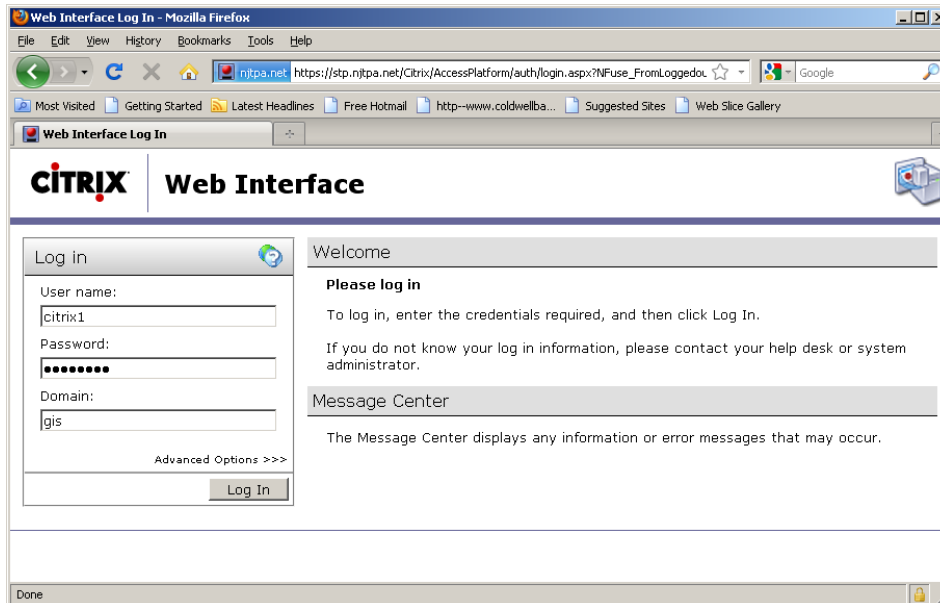 Web Interface Log In - Mozilla Firefox
File Edit View History Bookmarks Tools Help
njtpa.net https://stp.njtpa.net/Citrix/AccessPlatform/auth/login.aspx?NFuse_FromLoggedou Google
Most Visited Getting Started Latest Headlines Free Hotmail http--www.coldwellba... Suggested Sites Web Slice Gallery
Web Interface Log In
CITRIX Web Interface
Log in
User name:
citrix1
Password:
••••••••
Domain:
gis
Advanced Options >>>
Log In
Welcome
Please log in
To log in, enter the credentials required, and then click Log In.
If you do not know your log in information, please contact your help desk or system
administrator.
Message Center
The Message Center displays any information or error messages that may occur.
Done